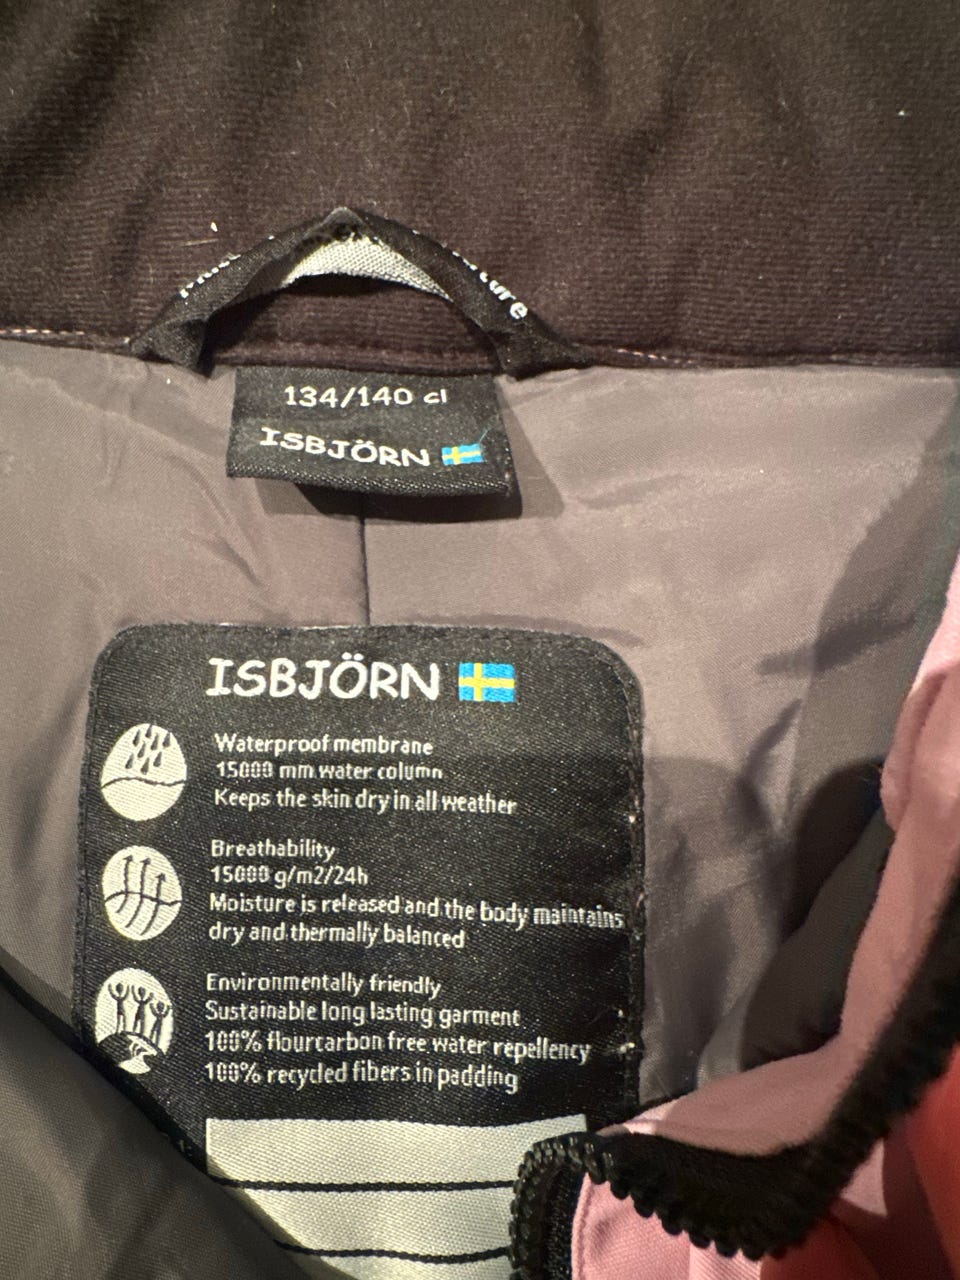 ture
134/140 cl
ISBJÖRN
ISBJÖRN
Waterproof membrane
15000 mm water column
Keeps the skin dry in all weather
Breathability
15000 g/m2/24h
Moisture is released and the body maintains
dry and thermally balanced
Environmentally friendly
Sustainable long lasting garment
100% flourcarbon free water repellency
100% recycled fibers in padding